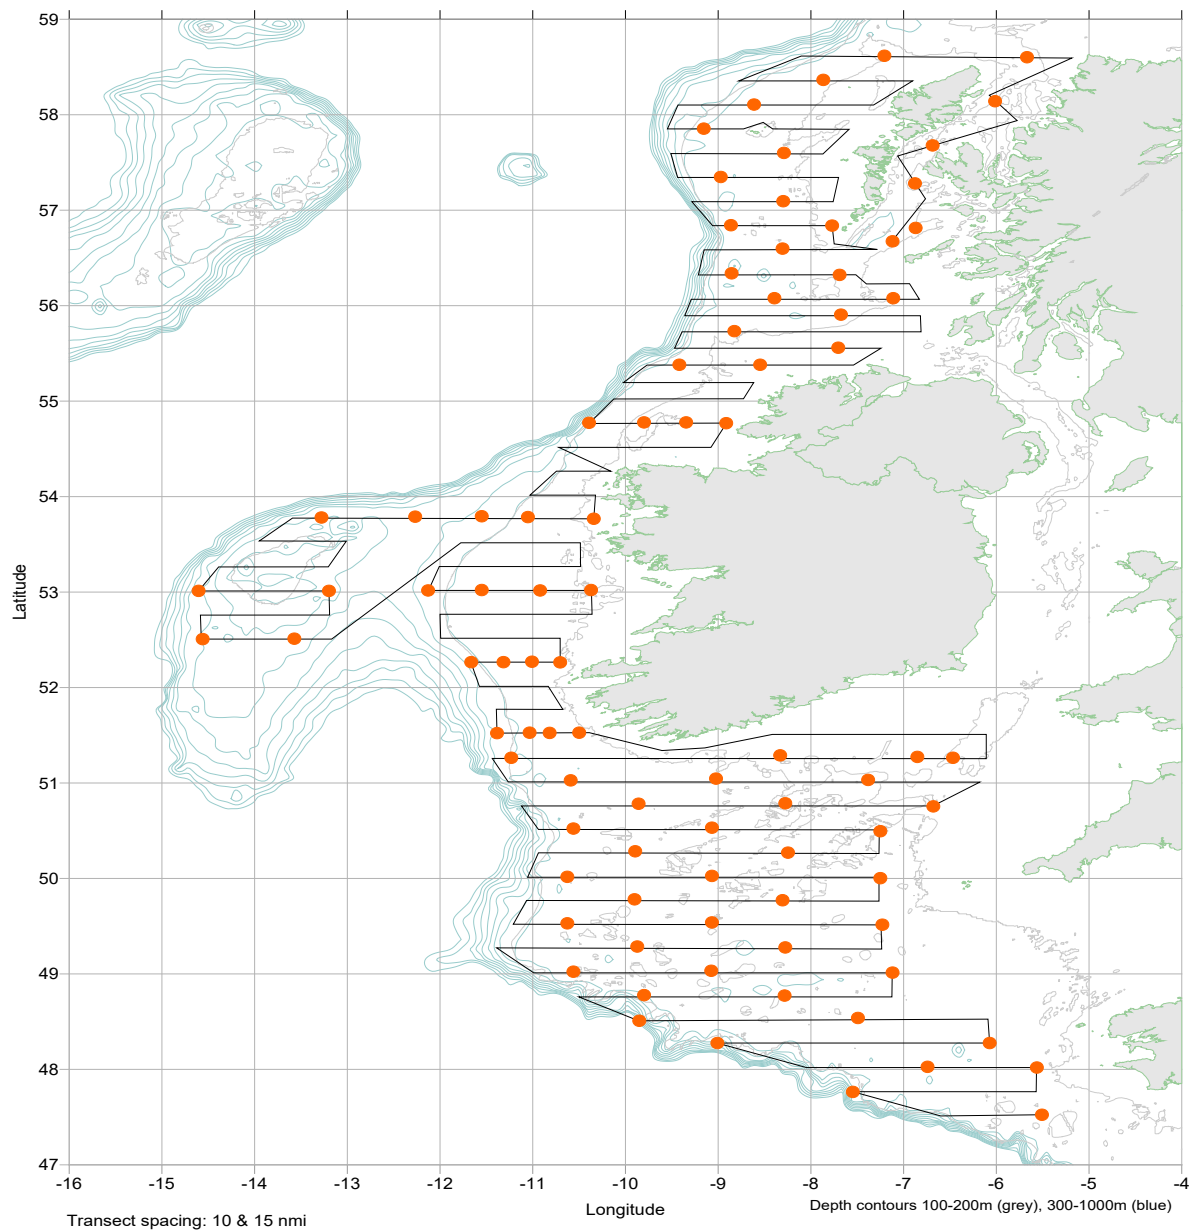 59
58
57
56
55
54
53
52
51
50
49
48
47
Latitude
-16 -15 -14 -13 -12 -11 -10 -9 -8 -7 -6 -5 -4
Longitude
Depth contours 100-200m (grey), 300-1000m (blue)
Transect spacing: 10 & 15 nmi